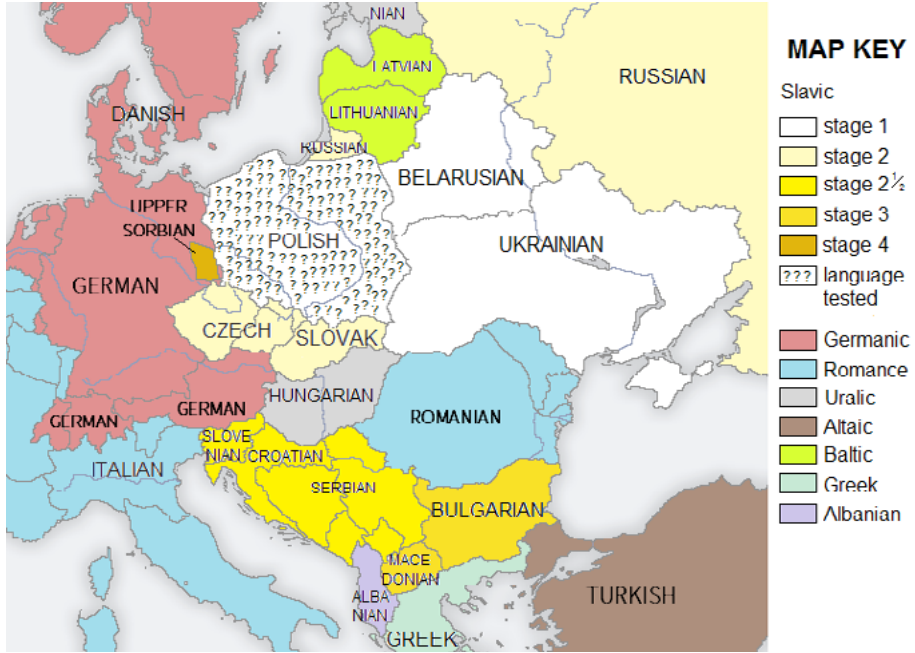 NIAN
LATVIAN
LITHUANIAN
RUSSIAN
DANISH
RUSSIAN
BELARUSIAN
UPPER
SORBIAN
POLISH
UKRAINIAN
GERMAN
CZECH
SLOVAK
HUNGARIAN
GERMAN
GERMAN
ROMANIAN
SLOVE
NIAN
CROATIAN
ITALIAN
SERBIAN
BULGARIAN
MACE
DONIAN
ALBA
NIAN
GREEK
TURKISH
MAP KEY
Slavic
stage 1
stage 2
stage 2½
stage 3
stage 4
??? language
tested
Germanic
Romance
Uralic
Altaic
Baltic
Greek
Albanian